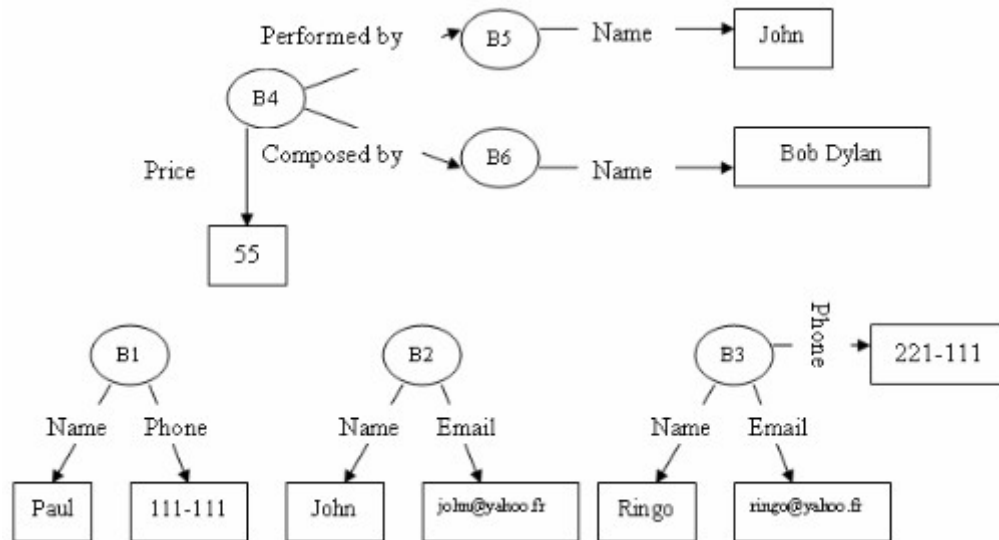 Performed by
B5
Name
John
B4
Composed by
B6
Name
Bob Dylan
Price
55
B1
B2
B3
Phone
221-111
Name
Phone
Name
Email
Name
Email
Paul
111-111
John
john@yahoo.fr
Ringo
ringo@yahoo.fr